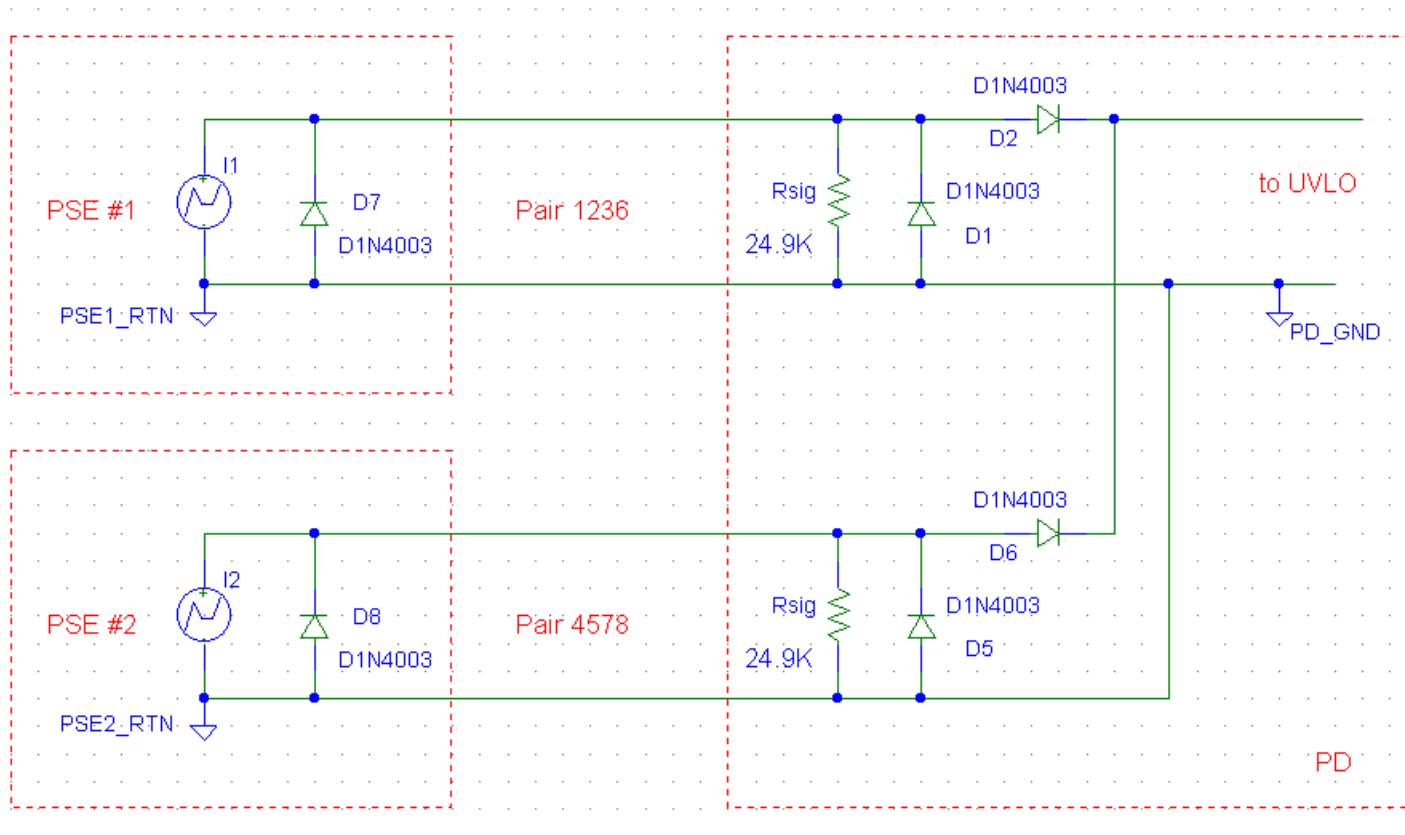 D1N4003
D2
I1
PSE #1
D7
D1N4003
Pair 1236
Rsig
24.9K
D1N4003
D1
to UVLO
PSE1_RTN
PD_GND
D1N4003
D6
I2
PSE #2
D8
D1N4003
Pair 4578
Rsig
24.9K
D1N4003
D5
PSE2_RTN
PD